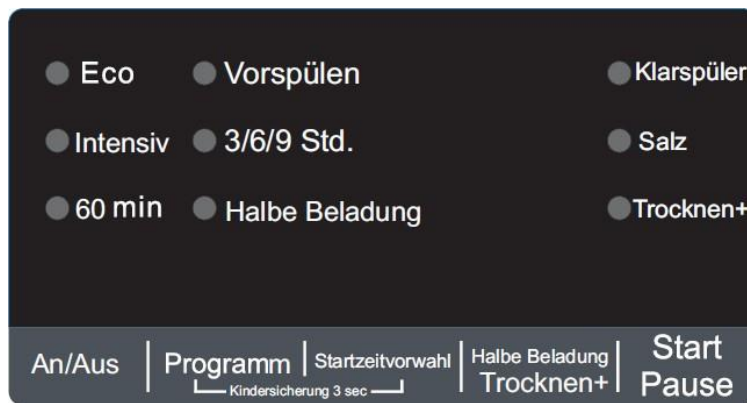 Eco Vorspülen Klarspüler
Intensiv 3/6/9 Std. Salz
60 min Halbe Beladung Trocknen+
An/Aus
Programm
Startzeitvorwahl
Kindersicherung 3 sec
Halbe Beladung
Trocknen+
Start
Pause